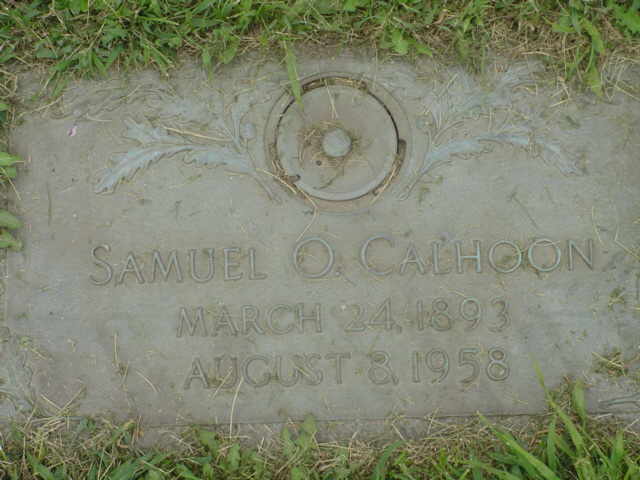 SAMUEL O. CALHOON
MARCH 24, 1893
AUGUST 8, 1958